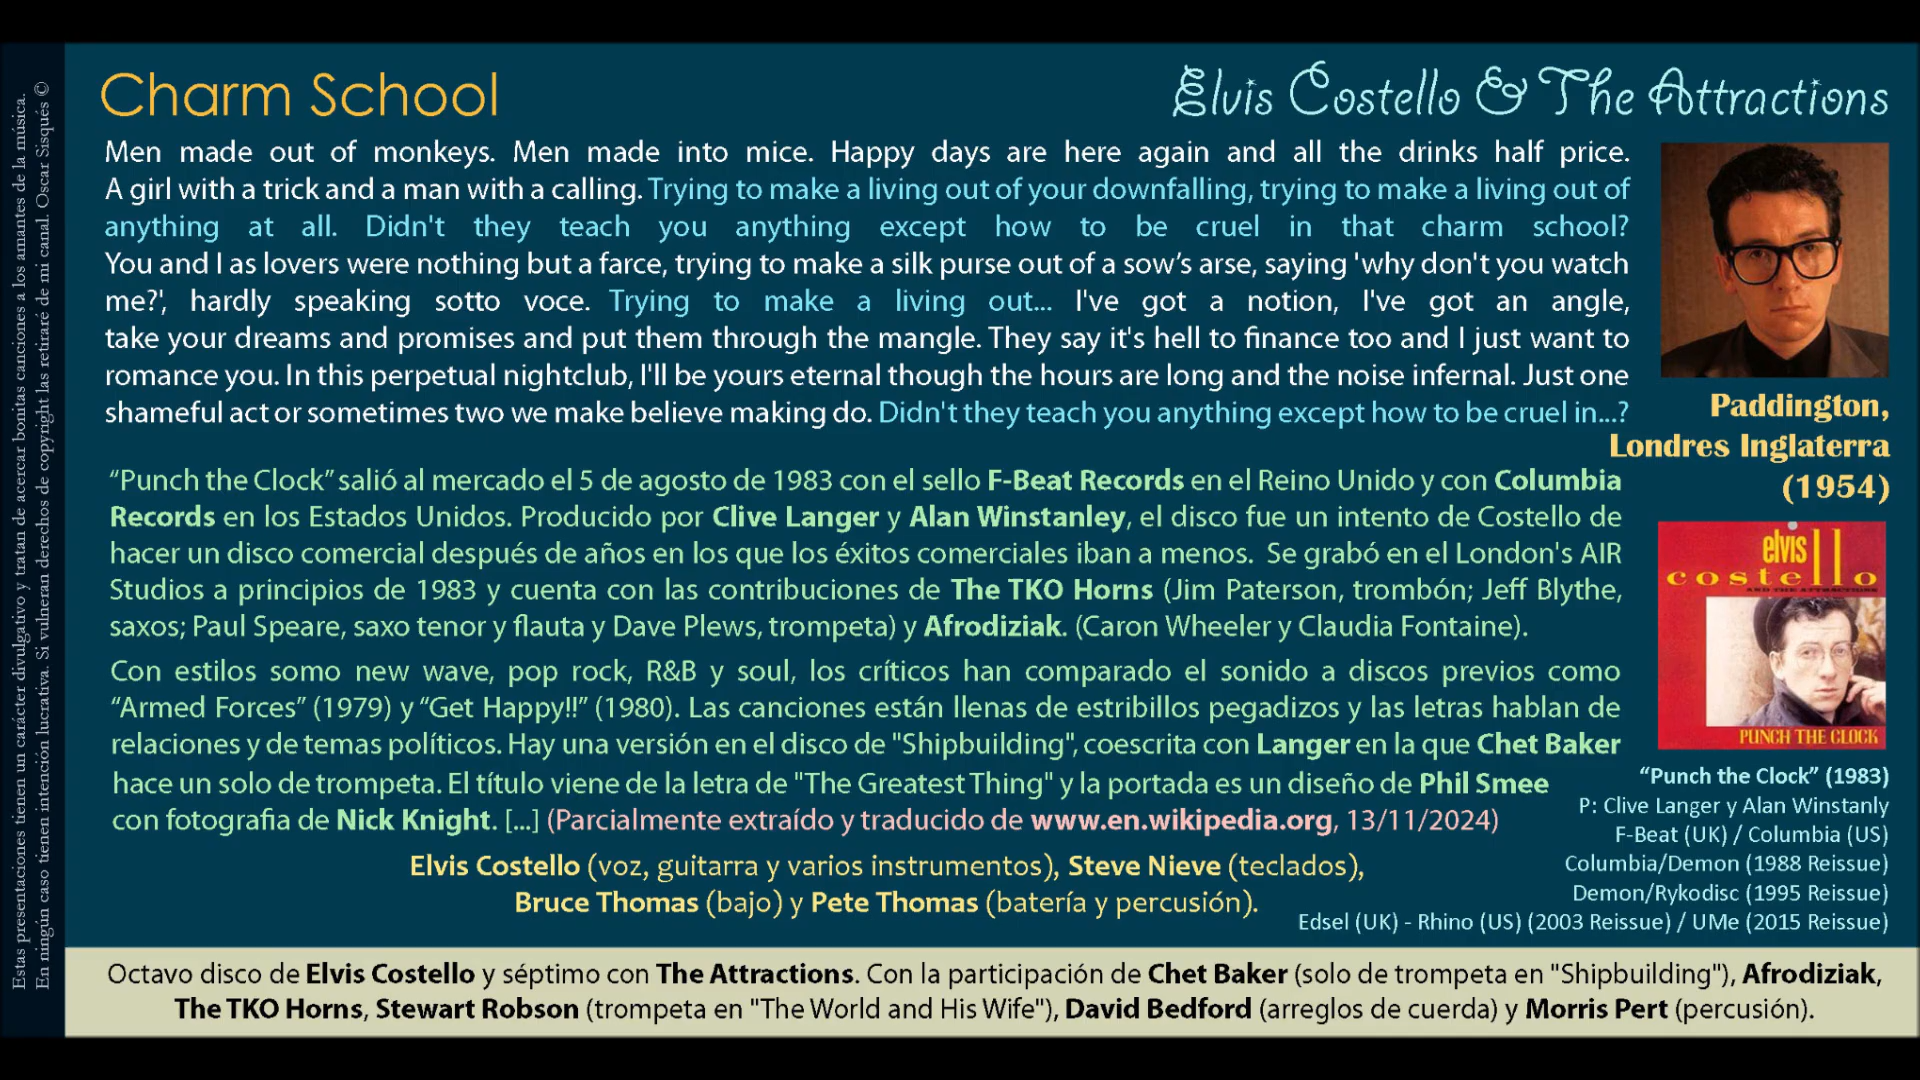 Charm School
Elvis Costello & The Attractions
Men made out of monkeys. Men made into mice. Happy days are here again and all the drinks half price.
A girl with a trick and a man with a calling. Trying to make a living out of your downfalling, trying to make a living out of
anything at all. Didn't they teach you anything except how to be cruel in that charm school?
You and I as lovers were nothing but a farce, trying to make a silk purse out of a sow’s arse, saying 'why don't you watch
me?', hardly speaking sotto voce. Trying to make a living out... I've got a notion, I've got an angle,
take your dreams and promises and put them through the mangle. They say it's hell to finance too and I just want to
romance you. In this perpetual nightclub, I'll be yours eternal though the hours are long and the noise infernal. Just one
shameful act or sometimes two we make believe making do. Didn't they teach you anything except how to be cruel in...?
Paddington,
Londres Inglaterra
(1954)
“Punch the Clock” salió al mercado el 5 de agosto de 1983 con el sello F-Beat Records en el Reino Unido y con Columbia
Records en los Estados Unidos. Producido por Clive Langer y Alan Winstanley, el disco fue un intento de Costello de
hacer un disco comercial después de años en los que los éxitos comerciales iban a menos. Se grabó en el London's AIR
Studios a principios de 1983 y cuenta con las contribuciones de The TKO Horns (Jim Paterson, trombón; Jeff Blythe,
saxos; Paul Speare, saxo tenor y flauta y Dave Plews, trompeta) y Afrodiziak. (Caron Wheeler y Claudia Fontaine).
Con estilos somo new wave, pop rock, R&B y soul, los críticos han comparado el sonido a discos previos como
“Armed Forces” (1979) y “Get Happy!!” (1980). Las canciones están llenas de estribillos pegadizos y las letras hablan de
relaciones y de temas políticos. Hay una versión en el disco de "Shipbuilding", coescrita con Langer en la que Chet Baker
hace un solo de trompeta. El título viene de la letra de "The Greatest Thing" y la portada es un diseño de Phil Smee
con fotografia de Nick Knight. [...] (Parcialmente extraído y traducido de www.en.wikipedia.org, 13/11/2024)
Elvis Costello (voz, guitarra y varios instrumentos), Steve Nieve (teclados),
Bruce Thomas (bajo) y Pete Thomas (batería y percusión).
elvis
costello
AND THE ATTRACTIONS
PUNCH THE CLOCK
“Punch the Clock” (1983)
P: Clive Langer y Alan Winstanly
F-Beat (UK) / Columbia (US)
Columbia/Demon (1988 Reissue)
Demon/Rykodisc (1995 Reissue)
Edsel (UK) - Rhino (US) (2003 Reissue) / UMe (2015 Reissue)
Octavo disco de Elvis Costello y séptimo con The Attractions. Con la participación de Chet Baker (solo de trompeta en "Shipbuilding"), Afrodiziak,
The TKO Horns, Stewart Robson (trompeta en "The World and His Wife"), David Bedford (arreglos de cuerda) y Morris Pert (percusión).
Estas presentaciones tienen un carácter divulgativo y tratan de acercar bonitas canciones a los amantes de la música.
En ningún caso tienen intención lucrativa. Si vulneran derechos de copyright las retiraré de mi canal. Oscar Sisqués ©